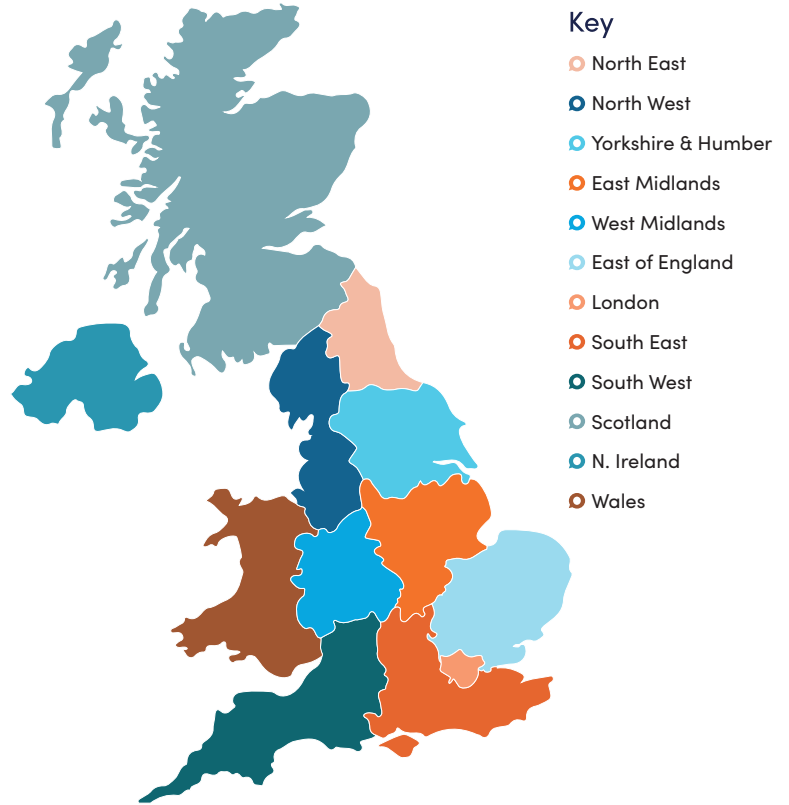 Key
North East
North West
Yorkshire & Humber
East Midlands
West Midlands
East of England
London
South East
South West
Scotland
N. Ireland
Wales